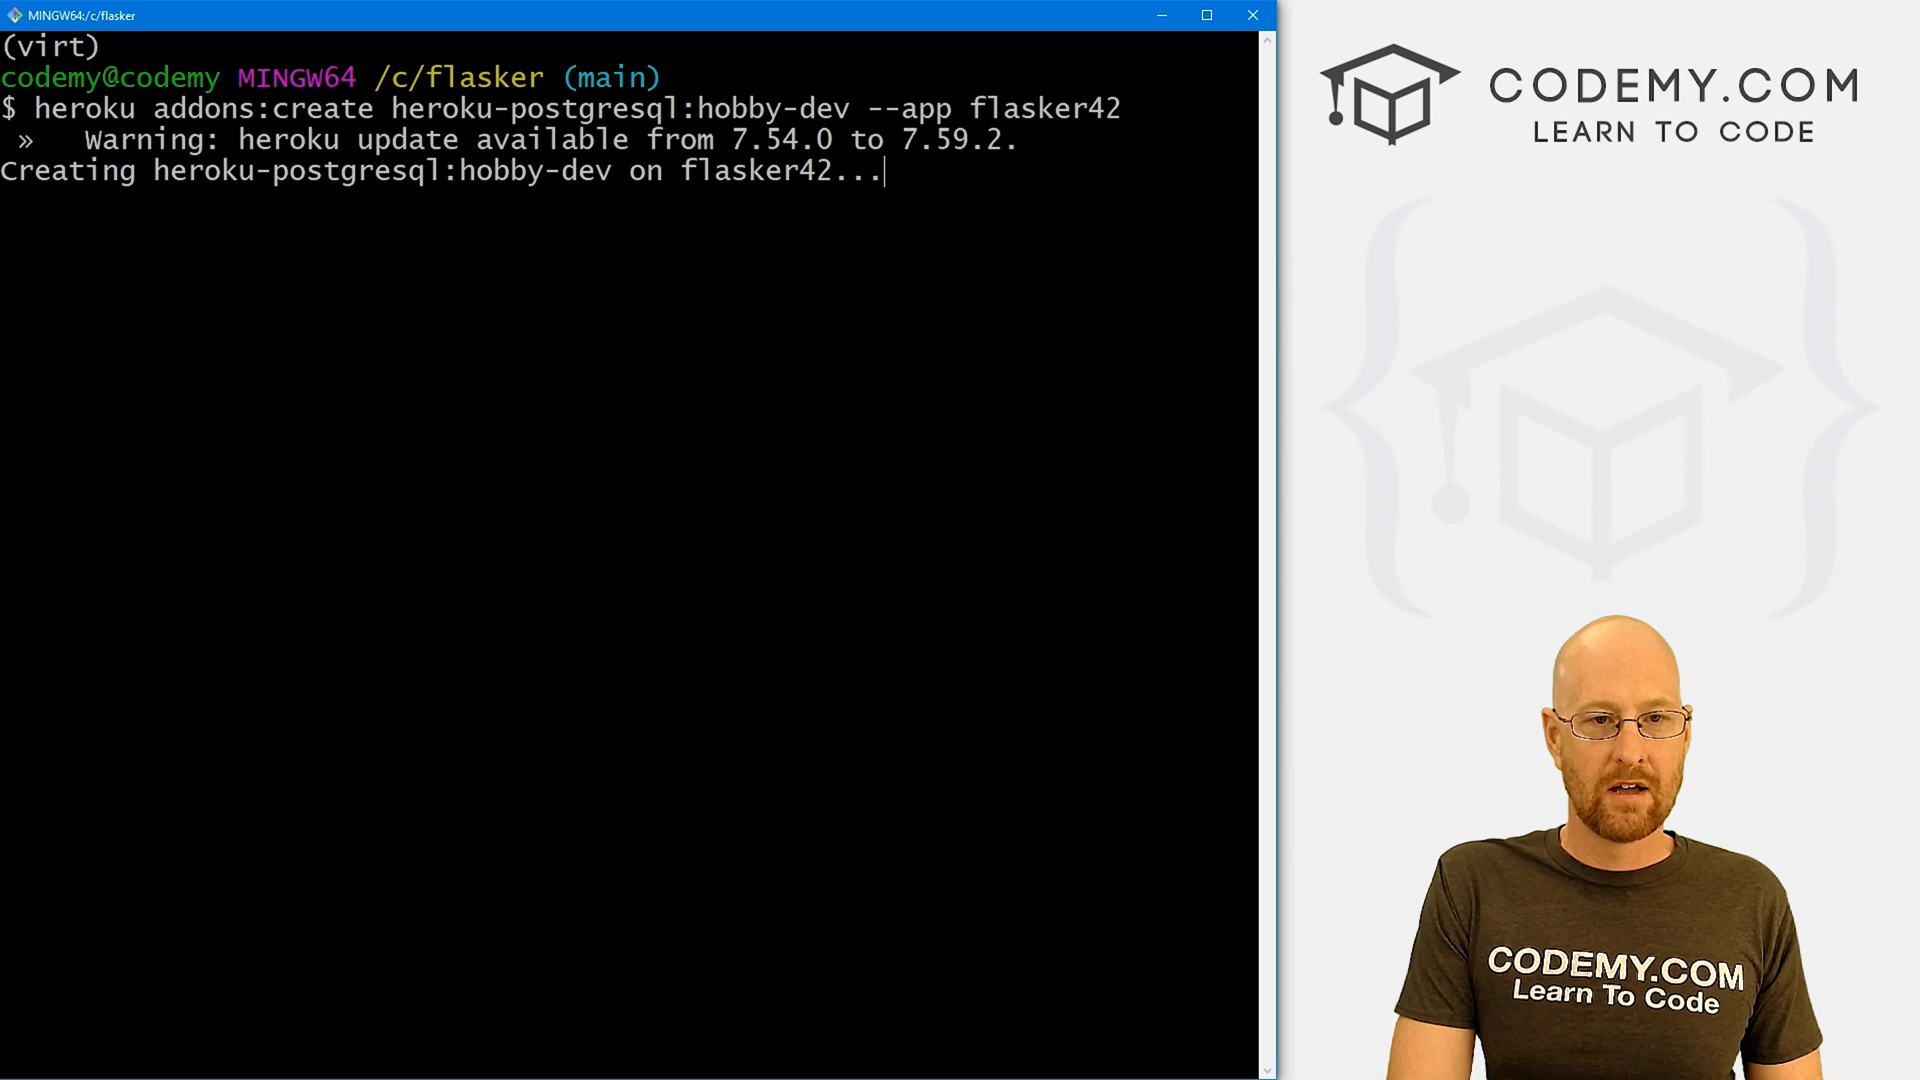 MINGW64:/c/flasker
(virt)
codemy@codemy MINGW64 /c/flasker (main)
$ heroku addons:create heroku-postgresql:hobby-dev --app flasker42
» Warning: heroku update available from 7.54.0 to 7.59.2.
Creating heroku-postgresql:hobby-dev on flasker42...
CODEMY.COM
LEARN TO CODE
CODEMY.COM
Learn To Code